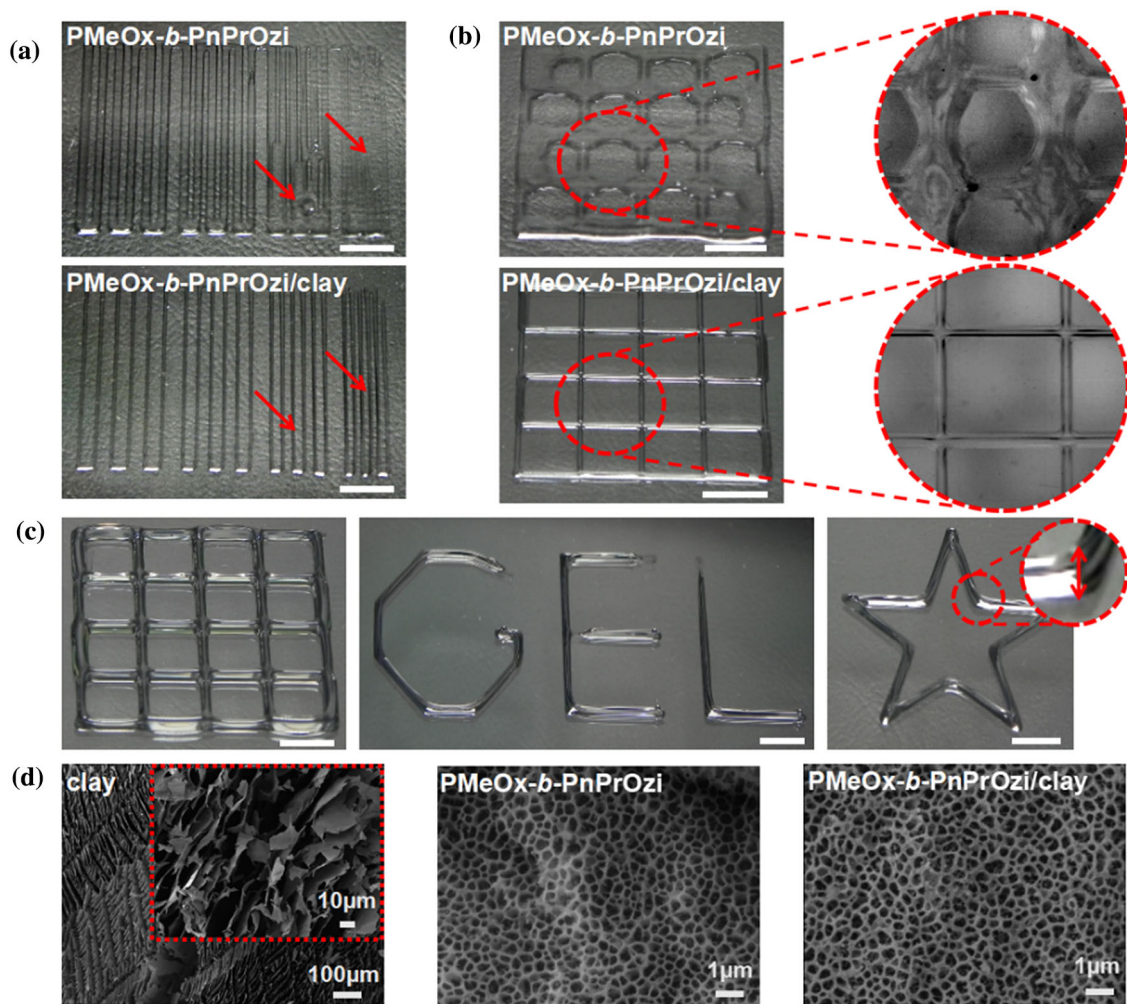 (a)
PMeOx-b-PnPrOzi
PMeOx-b-PnPrOzi/clay
(b)
PMeOx-b-PnPrOzi
PMeOx-b-PnPrOzi/clay
(c)
GEL
(d)
clay
10μm
100μm
PMeOx-b-PnPrOzi
1μm
PMeOx-b-PnPrOzi/clay
1μm